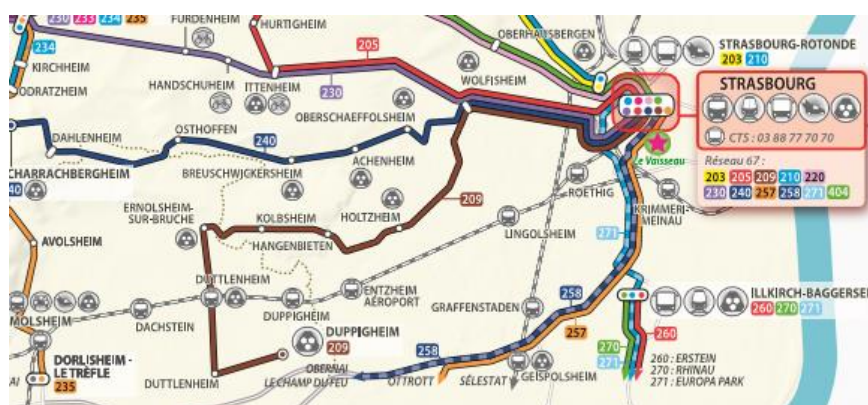 230 233 234 235
FURDENHEIM
HURTIGHEIM
OBERHAUSBERGEN
234
KIRCHHEIM
ODRATZHEIM
HANDSCHUHEIM
ITTENHEIM
205
230
WOLFISHEIM
STRASBOURG-ROTONDE
203 210
STRASBOURG
CTS : 03 88 77 70 70
Le Vaisseau
Réseau 67 :
203 205 209 210 220
230 240 257 258 271 404
OBERSCHAEFFOLSHEIM
OSTHOFFEN
DAHLENHEIM
240
ACHENHEIM
BREUSCHWICKERSHEIM
CHARRACHBERGHEIM
40
209
ROETHIG
KRIMMERI-
MEINAU
ERNOLSHEIM-
SUR-BRUCHE
KOLBSHEIM
HOLTZHEIM
HANGENBIETEN
LINGOLSHEIM
271
AVOLSHEIM
DUTTLENHEIM
ENTZHEIM
AÉROPORT
DUPPIGHEIM
DACHSTEIN
MOLSHEIM
GRAFFENSTADEN
258
257
ILLKIRCH-BAGGERSEE
260 270 271
DUPPIGHEIM
209
DORLISHEIM -
LE TRÈFLE
235
AI
DUTTLENHEIM
258
OBERNAI
LE CHAMP DU FEU
OTTROTT
SÉLESTAT
GEISPOLSHEIM
260
270
271
260 : ERSTEIN
270 : RHINAU
271 : EUROPA PARK